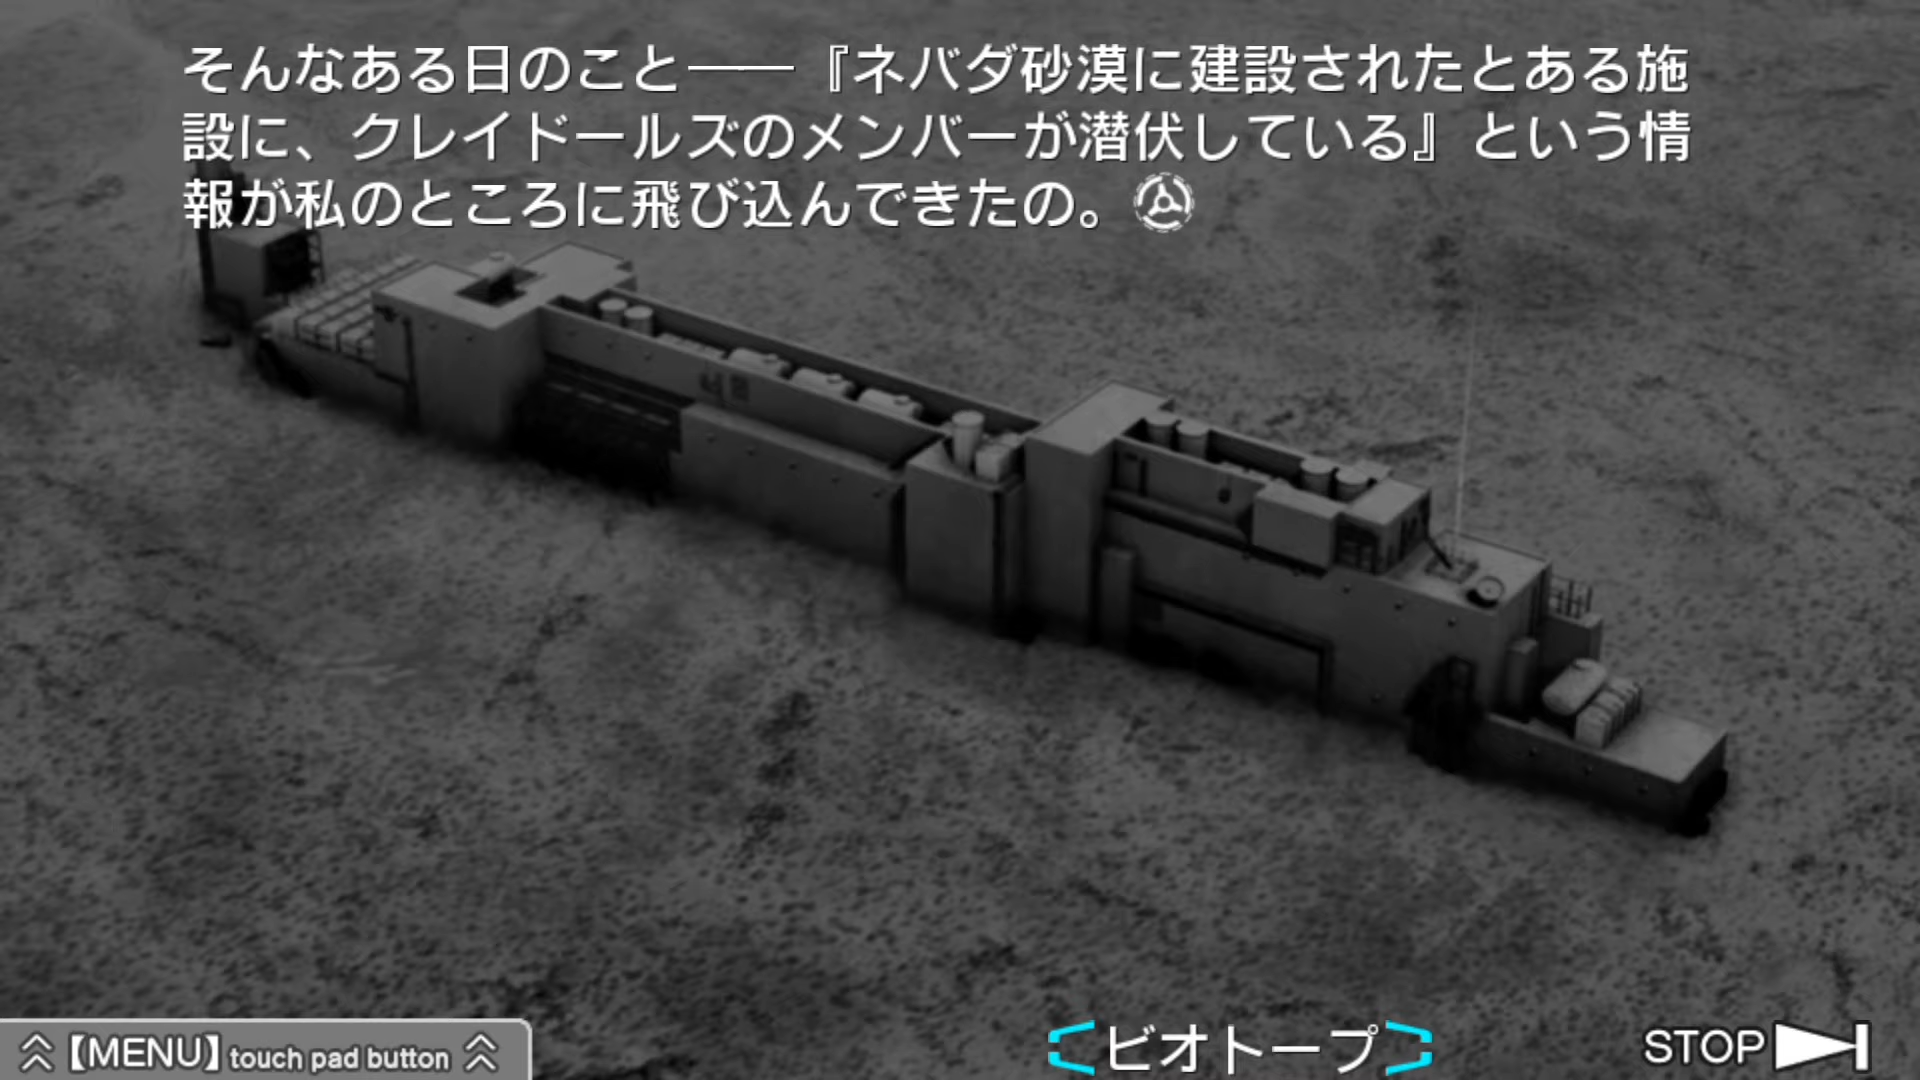 そんなある日のこと――『ネバダ砂漠に建設されたとある施
設に、クレイドールズのメンバーが潜伏している』という情
報が私のところに飛び込んできたの。
【MENU】touch pad button
ビオトープ
STOP